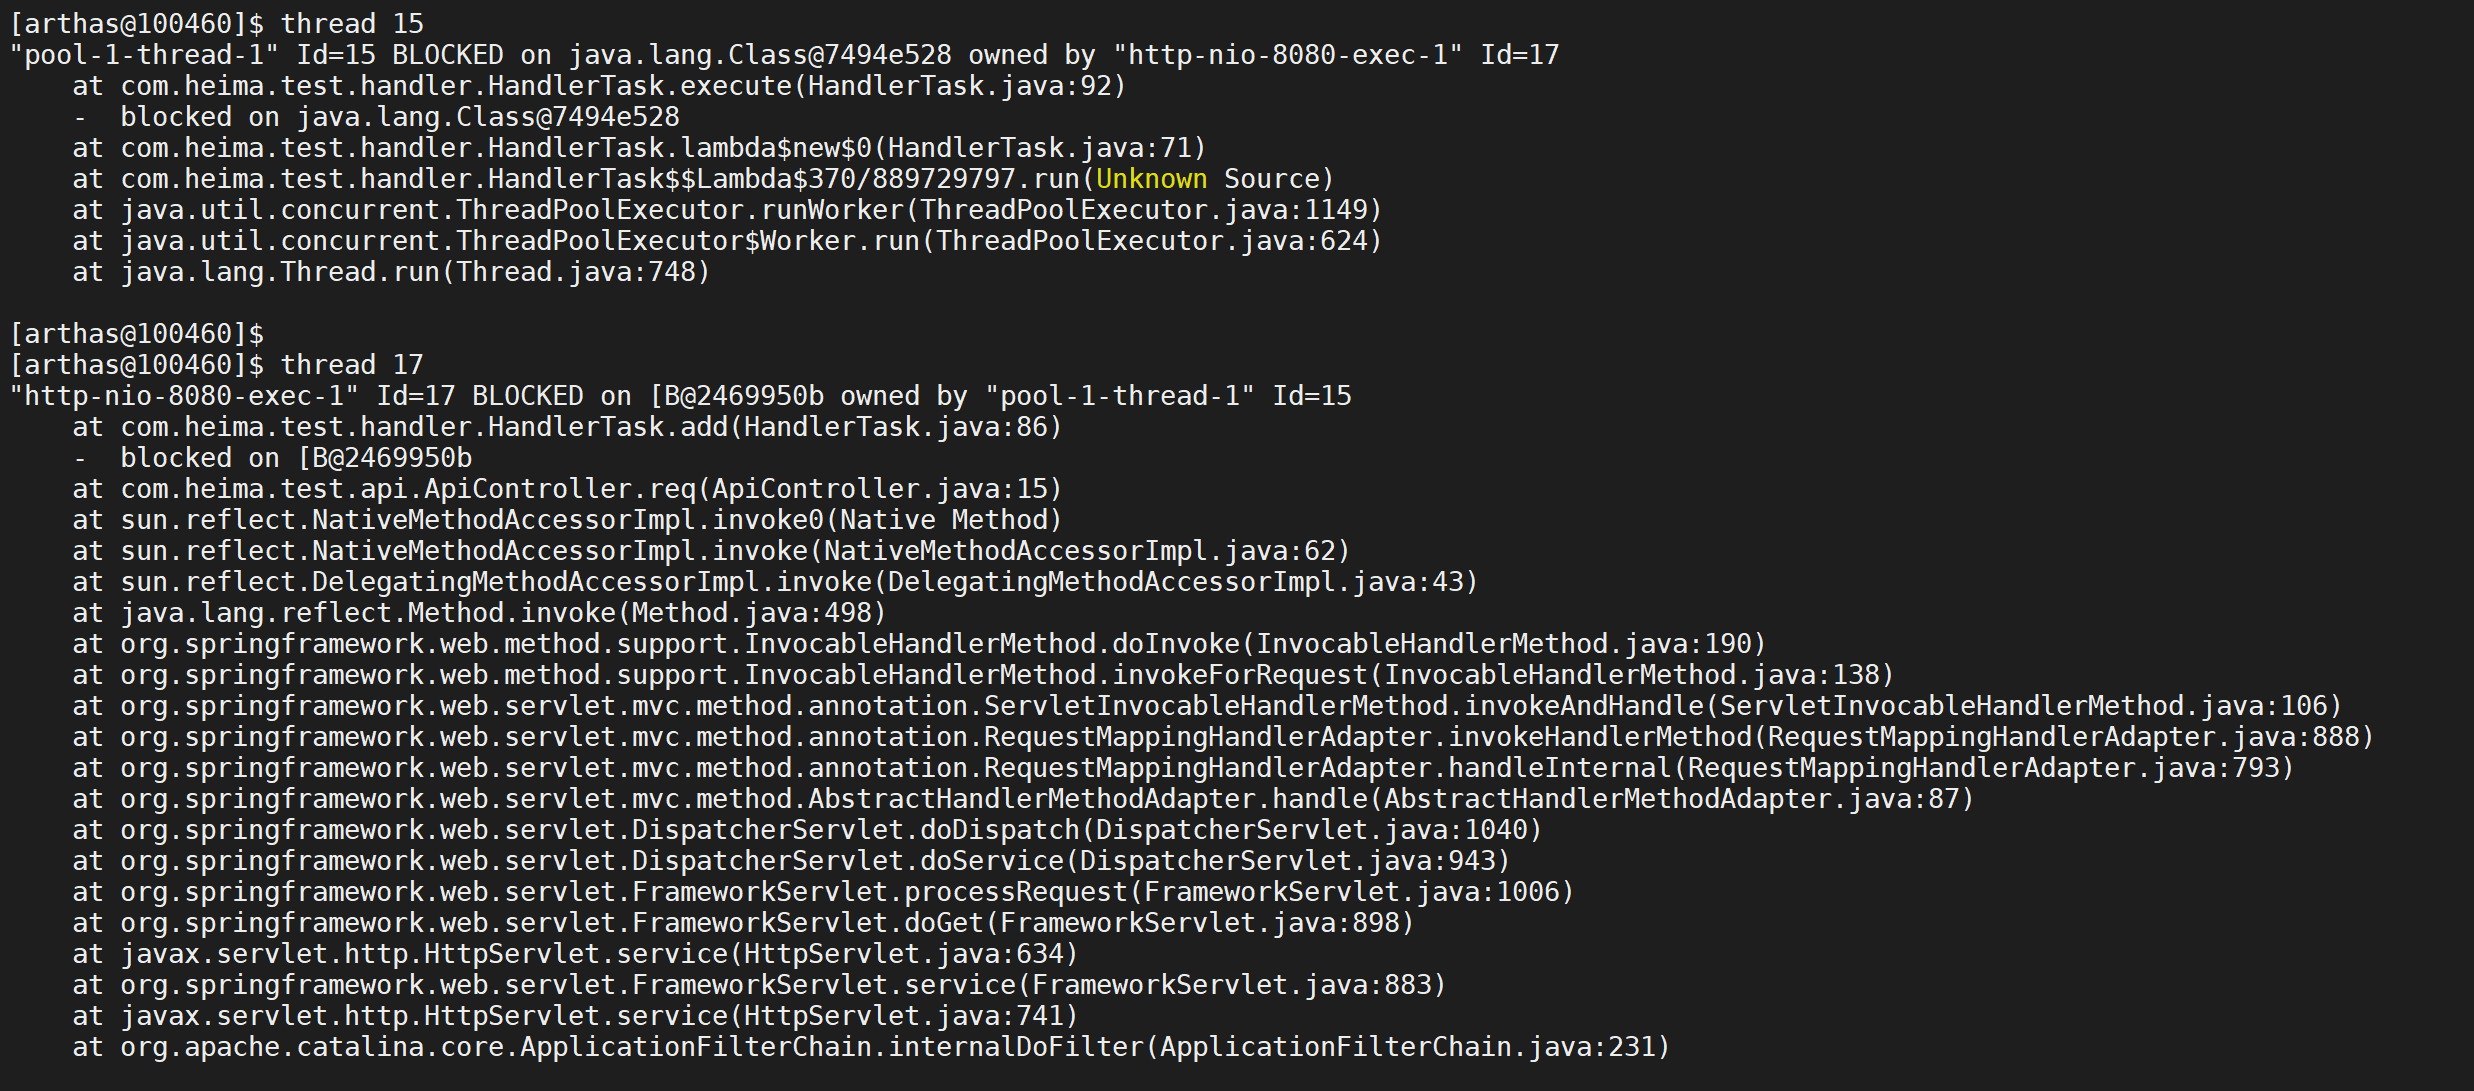 [arthas@100460]$ thread 15
"pool-1-thread-1" Id=15 BLOCKED on java.lang.Class@7494e528 owned by "http-nio-8080-exec-1" Id=17
    at com.heima.test.handler.HandlerTask.execute(HandlerTask.java:92)
    -  blocked on java.lang.Class@7494e528
    at com.heima.test.handler.HandlerTask.lambda$new$0(HandlerTask.java:71)
    at com.heima.test.handler.HandlerTask$$Lambda$370/889729797.run(Unknown Source)
    at java.util.concurrent.ThreadPoolExecutor.runWorker(ThreadPoolExecutor.java:1149)
    at java.util.concurrent.ThreadPoolExecutor$Worker.run(ThreadPoolExecutor.java:624)
    at java.lang.Thread.run(Thread.java:748)

[arthas@100460]$
[arthas@100460]$ thread 17
"http-nio-8080-exec-1" Id=17 BLOCKED on [B@2469950b owned by "pool-1-thread-1" Id=15
    at com.heima.test.handler.HandlerTask.add(HandlerTask.java:86)
    -  blocked on [B@2469950b
    at com.heima.test.api.ApiController.req(ApiController.java:15)
    at sun.reflect.NativeMethodAccessorImpl.invoke0(Native Method)
    at sun.reflect.NativeMethodAccessorImpl.invoke(NativeMethodAccessorImpl.java:62)
    at sun.reflect.DelegatingMethodAccessorImpl.invoke(DelegatingMethodAccessorImpl.java:43)
    at java.lang.reflect.Method.invoke(Method.java:498)
    at org.springframework.web.method.support.InvocableHandlerMethod.doInvoke(InvocableHandlerMethod.java:190)
    at org.springframework.web.method.support.InvocableHandlerMethod.invokeForRequest(InvocableHandlerMethod.java:138)
    at org.springframework.web.servlet.mvc.method.annotation.ServletInvocableHandlerMethod.invokeAndHandle(ServletInvocableHandlerMethod.java:106)
    at org.springframework.web.servlet.mvc.method.annotation.RequestMappingHandlerAdapter.invokeHandlerMethod(RequestMappingHandlerAdapter.java:888)
    at org.springframework.web.servlet.mvc.method.annotation.RequestMappingHandlerAdapter.handleInternal(RequestMappingHandlerAdapter.java:793)
    at org.springframework.web.servlet.mvc.method.AbstractHandlerMethodAdapter.handle(AbstractHandlerMethodAdapter.java:87)
    at org.springframework.web.servlet.DispatcherServlet.doDispatch(DispatcherServlet.java:1040)
    at org.springframework.web.servlet.DispatcherServlet.doService(DispatcherServlet.java:943)
    at org.springframework.web.servlet.FrameworkServlet.processRequest(FrameworkServlet.java:1006)
    at org.springframework.web.servlet.FrameworkServlet.doGet(FrameworkServlet.java:898)
    at javax.servlet.http.HttpServlet.service(HttpServlet.java:634)
    at org.springframework.web.servlet.FrameworkServlet.service(FrameworkServlet.java:883)
    at javax.servlet.http.HttpServlet.service(HttpServlet.java:741)
    at org.apache.catalina.core.ApplicationFilterChain.internalDoFilter(ApplicationFilterChain.java:231)